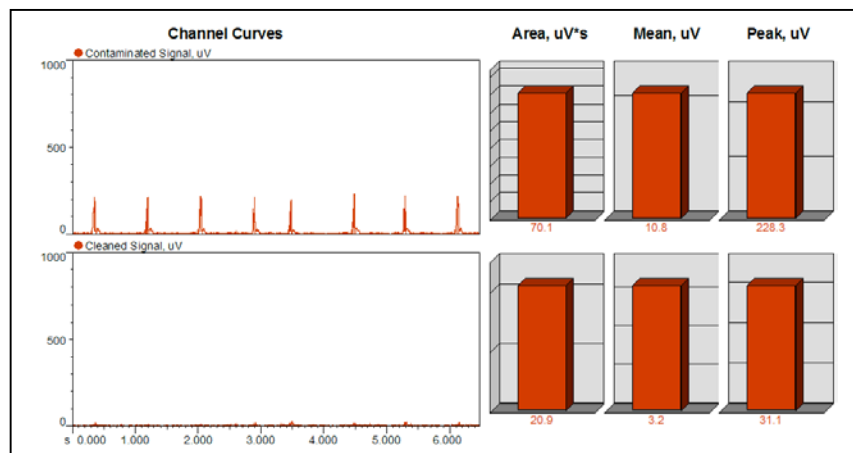 Channel Curves Area, uV*s Mean, uV Peak, uV
Contaminated Signal, uV
1000
500
0
70.1 10.8 228.3
Cleaned Signal, uV
1000
500
0
20.9 3.2 31.1
s 0.000 1.000 2.000 3.000 4.000 5.000 6.000